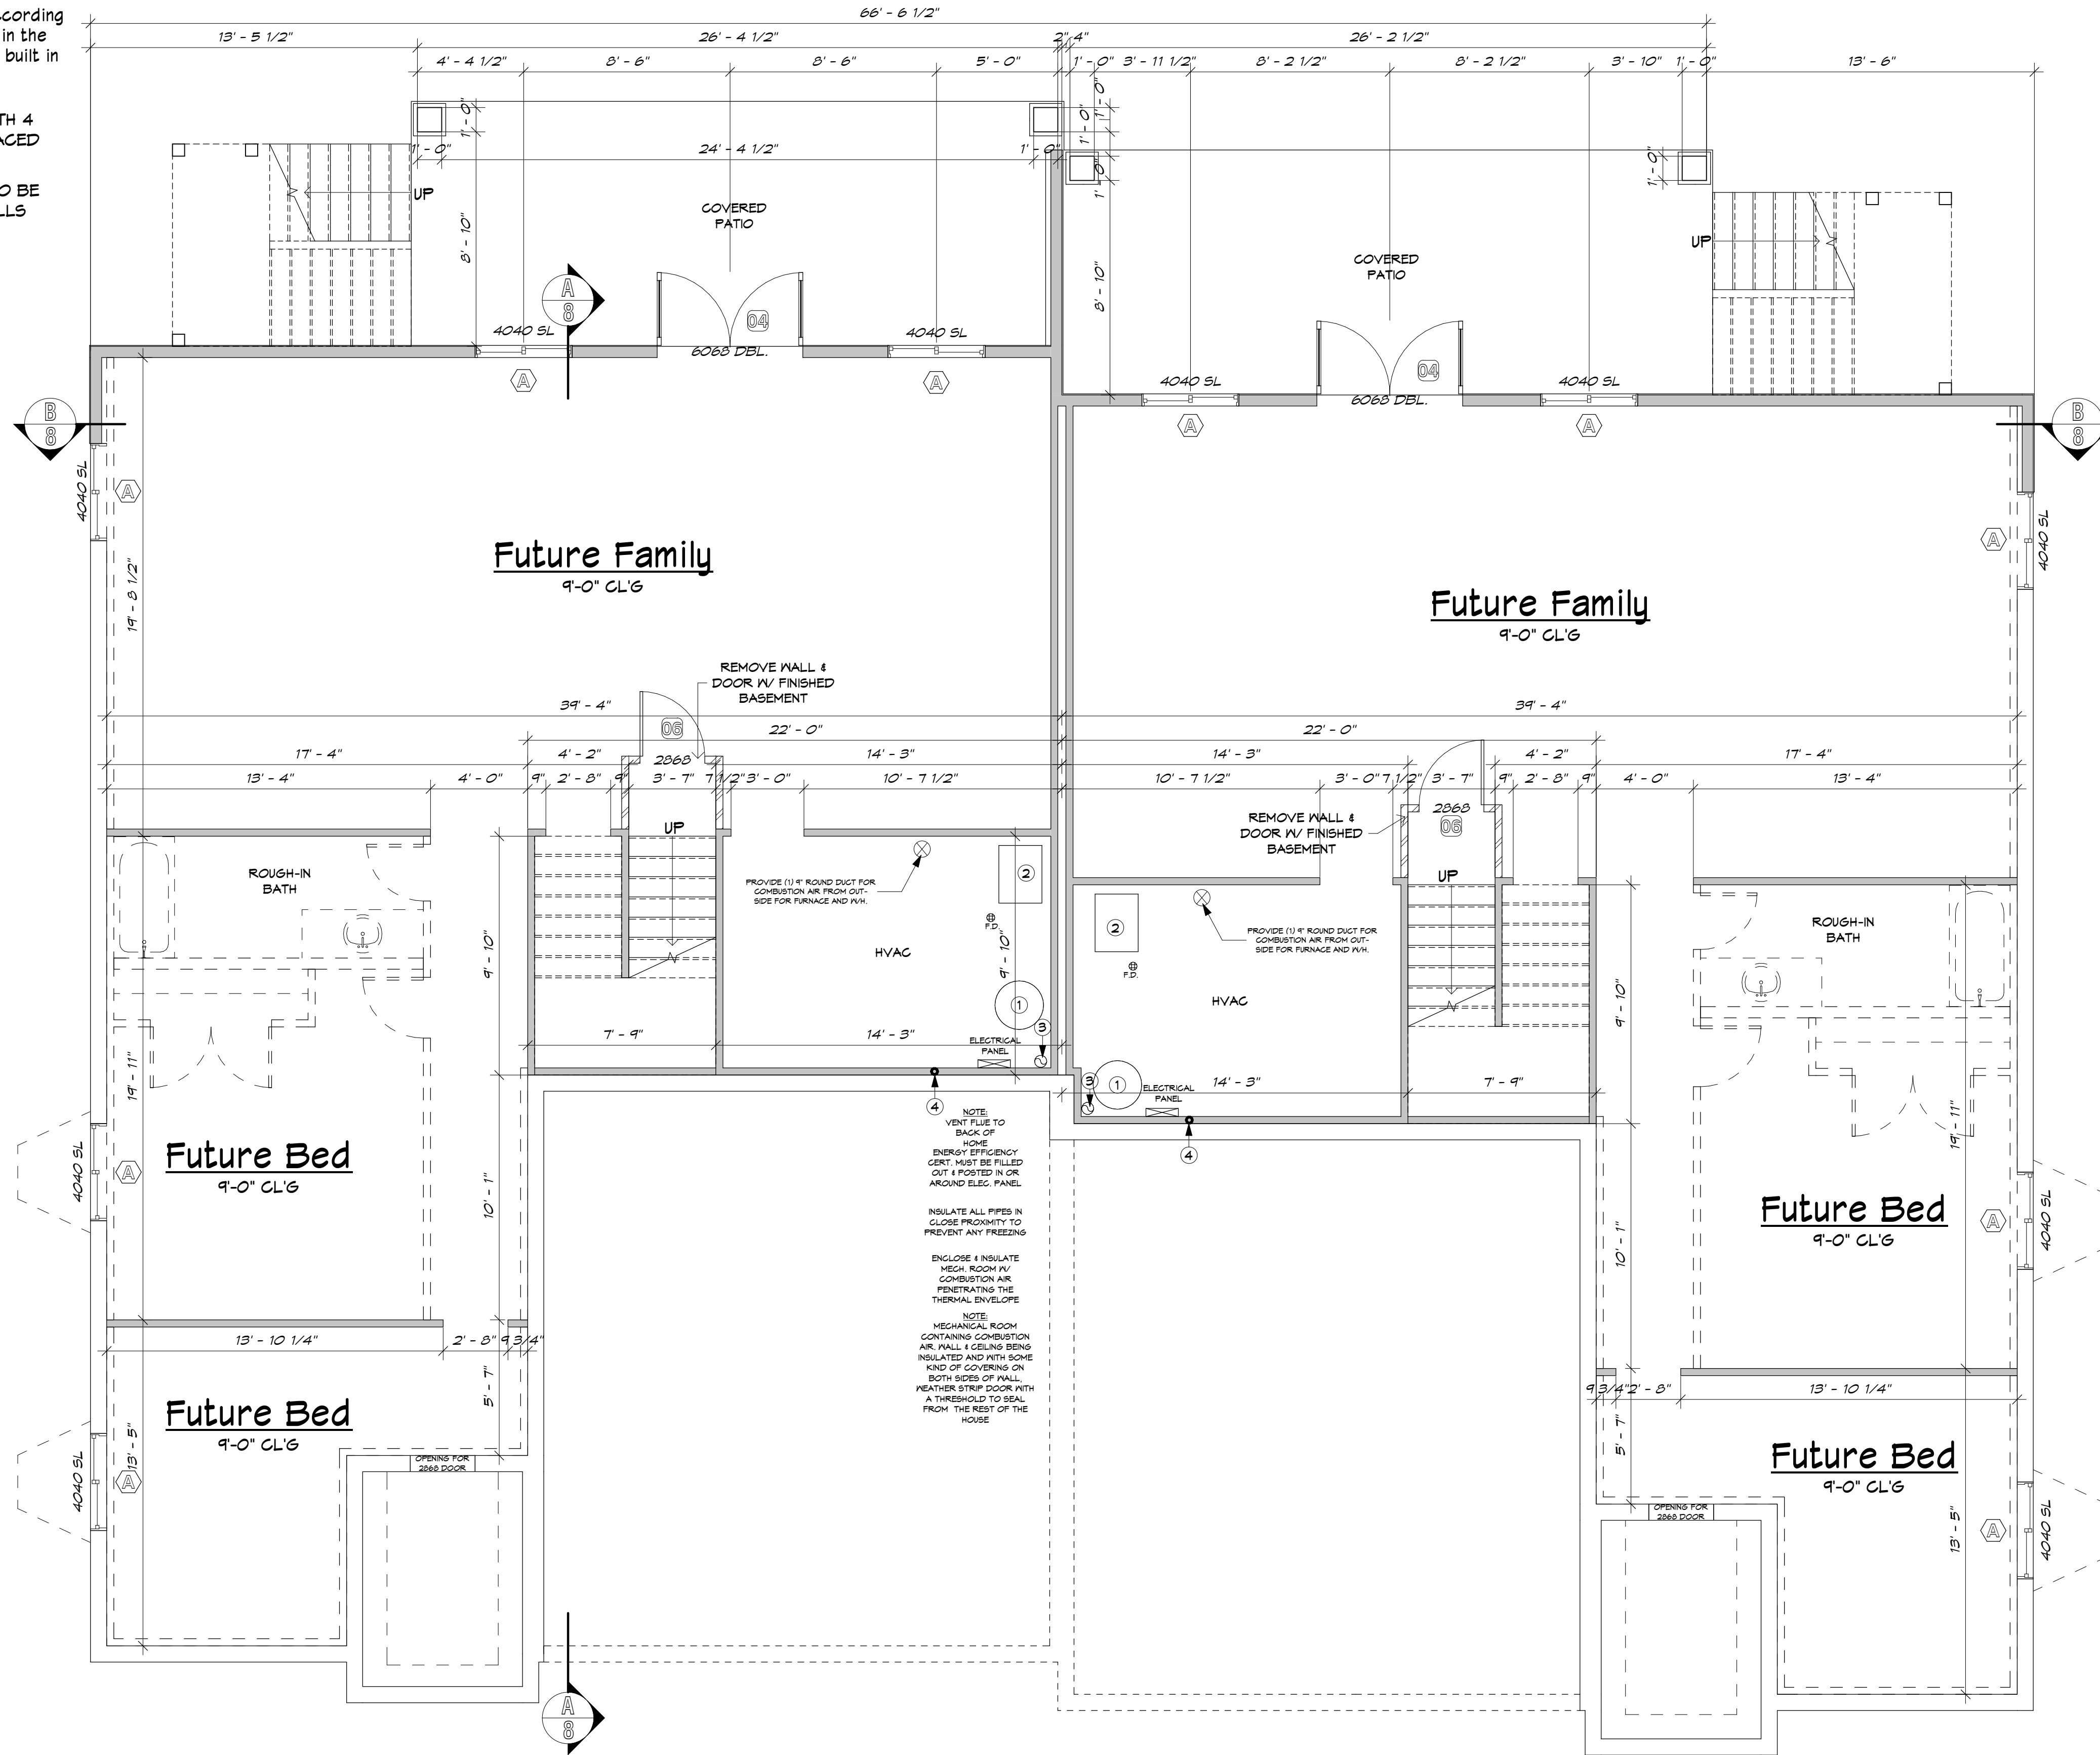 cording
in the
built in
TH 4
ACED
O BE
LLS
66' - 6 1/2"
13' - 5 1/2"
26' - 4 1/2"
2" 4"
26' - 2 1/2"
4' - 4 1/2"
8' - 6"
8' - 6"
5' - 0"
1' - 0"
3' - 11 1/2"
8' - 2 1/2"
8' - 2 1/2"
3' - 10"
1' - 0"
13' - 6"
1' - 0"
1' - 0"
1' - 0"
1' - 0"
24' - 4 1/2"
1' - 0"
1' - 0"
1' - 0"
UP
COVERED
PATIO
8' - 10"
UP
COVERED
PATIO
8' - 10"
A
8
04
4040 SL
6068 DBL.
4040 SL
A
A
04
4040 SL
6068 DBL.
4040 SL
A
A
B
8
B
8
4040 SL
A
19' - 8 1/2"
Future Family
9'-0" CL'G
A
4040 SL
Future Family
9'-0" CL'G
REMOVE WALL &
DOOR W/ FINISHED
BASEMENT
39' - 4"
39' - 4"
06
22' - 0"
22' - 0"
17' - 4"
4' - 2"
2868
14' - 3"
14' - 3"
4' - 2"
17' - 4"
13' - 4"
4' - 0"
9"
2' - 8"
9"
3' - 7"
7 1/2"
3' - 0"
10' - 7 1/2"
10' - 7 1/2"
3' - 0"
7 1/2"
3' - 7"
9"
2' - 8"
9"
4' - 0"
13' - 4"
2868
06
REMOVE WALL &
DOOR W/ FINISHED
BASEMENT
UP
UP
ROUGH-IN
BATH
PROVIDE (1) 9" ROUND DUCT FOR
COMBUSTION AIR FROM OUT-
SIDE FOR FURNACE AND W/H.
2
F.D.
9' - 10"
9' - 10"
HVAC
1
3
ELECTRICAL
PANEL
7' - 9"
14' - 3"
4
2
PROVIDE (1) 9" ROUND DUCT FOR
COMBUSTION AIR FROM OUT-
SIDE FOR FURNACE AND W/H.
F.D.
HVAC
3
1
ELECTRICAL
PANEL
14' - 3"
7' - 9"
4
9' - 10"
ROUGH-IN
BATH
19' - 11"
19' - 11"
NOTE:
VENT FLUE TO
BACK OF
HOME
ENERGY EFFICIENCY
CERT. MUST BE FILLED
OUT & POSTED IN OR
AROUND ELEC. PANEL
INSULATE ALL PIPES IN
CLOSE PROXIMITY TO
PREVENT ANY FREEZING
ENCLOSE & INSULATE
MECH. ROOM W/
COMBUSTION AIR
PENETRATING THE
THERMAL ENVELOPE
NOTE:
MECHANICAL ROOM
CONTAINING COMBUSTION
AIR. WALL & CEILING BEING
INSULATED AND WITH SOME
KIND OF COVERING ON
BOTH SIDES OF WALL,
WEATHER STRIP DOOR WITH
A THRESHOLD TO SEAL
FROM THE REST OF THE
HOUSE
4040 SL
A
Future Bed
9'-0" CL'G
10' - 1"
10' - 1"
Future Bed
9'-0" CL'G
A
4040 SL
13' - 10 1/4"
2' - 8"
9 3/4"
5' - 7"
9 3/4"
2' - 8"
13' - 10 1/4"
5' - 7"
Future Bed
9'-0" CL'G
4040 SL
A
13' - 5"
OPENING FOR
2868 DOOR
Future Bed
9'-0" CL'G
OPENING FOR
2868 DOOR
13' - 5"
A
4040 SL
A
8